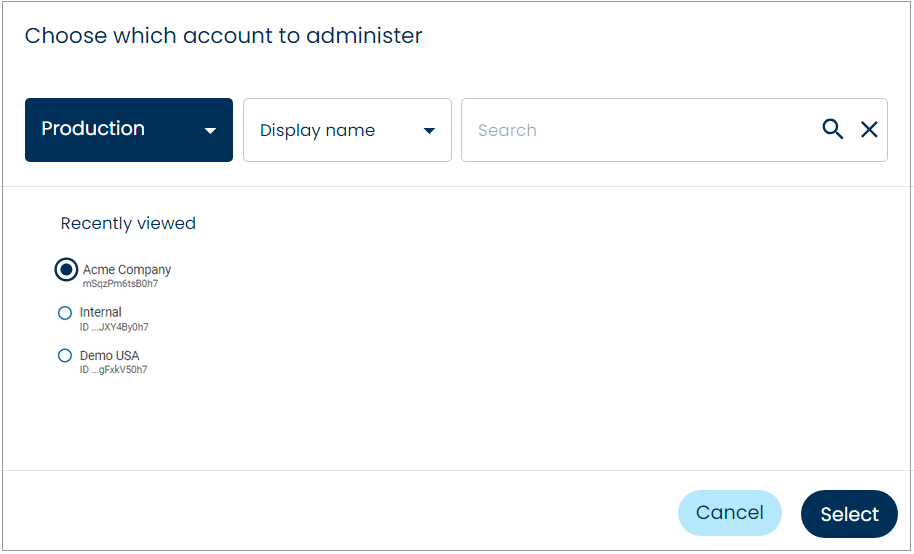 Choose which account to administer
Production
Display name
Search
Recently viewed
Acme Company
mSqzPm6tsB0h7
Internal
ID ...JXY4By0h7
Demo USA
ID ...gFxkV50h7
Cancel
Select